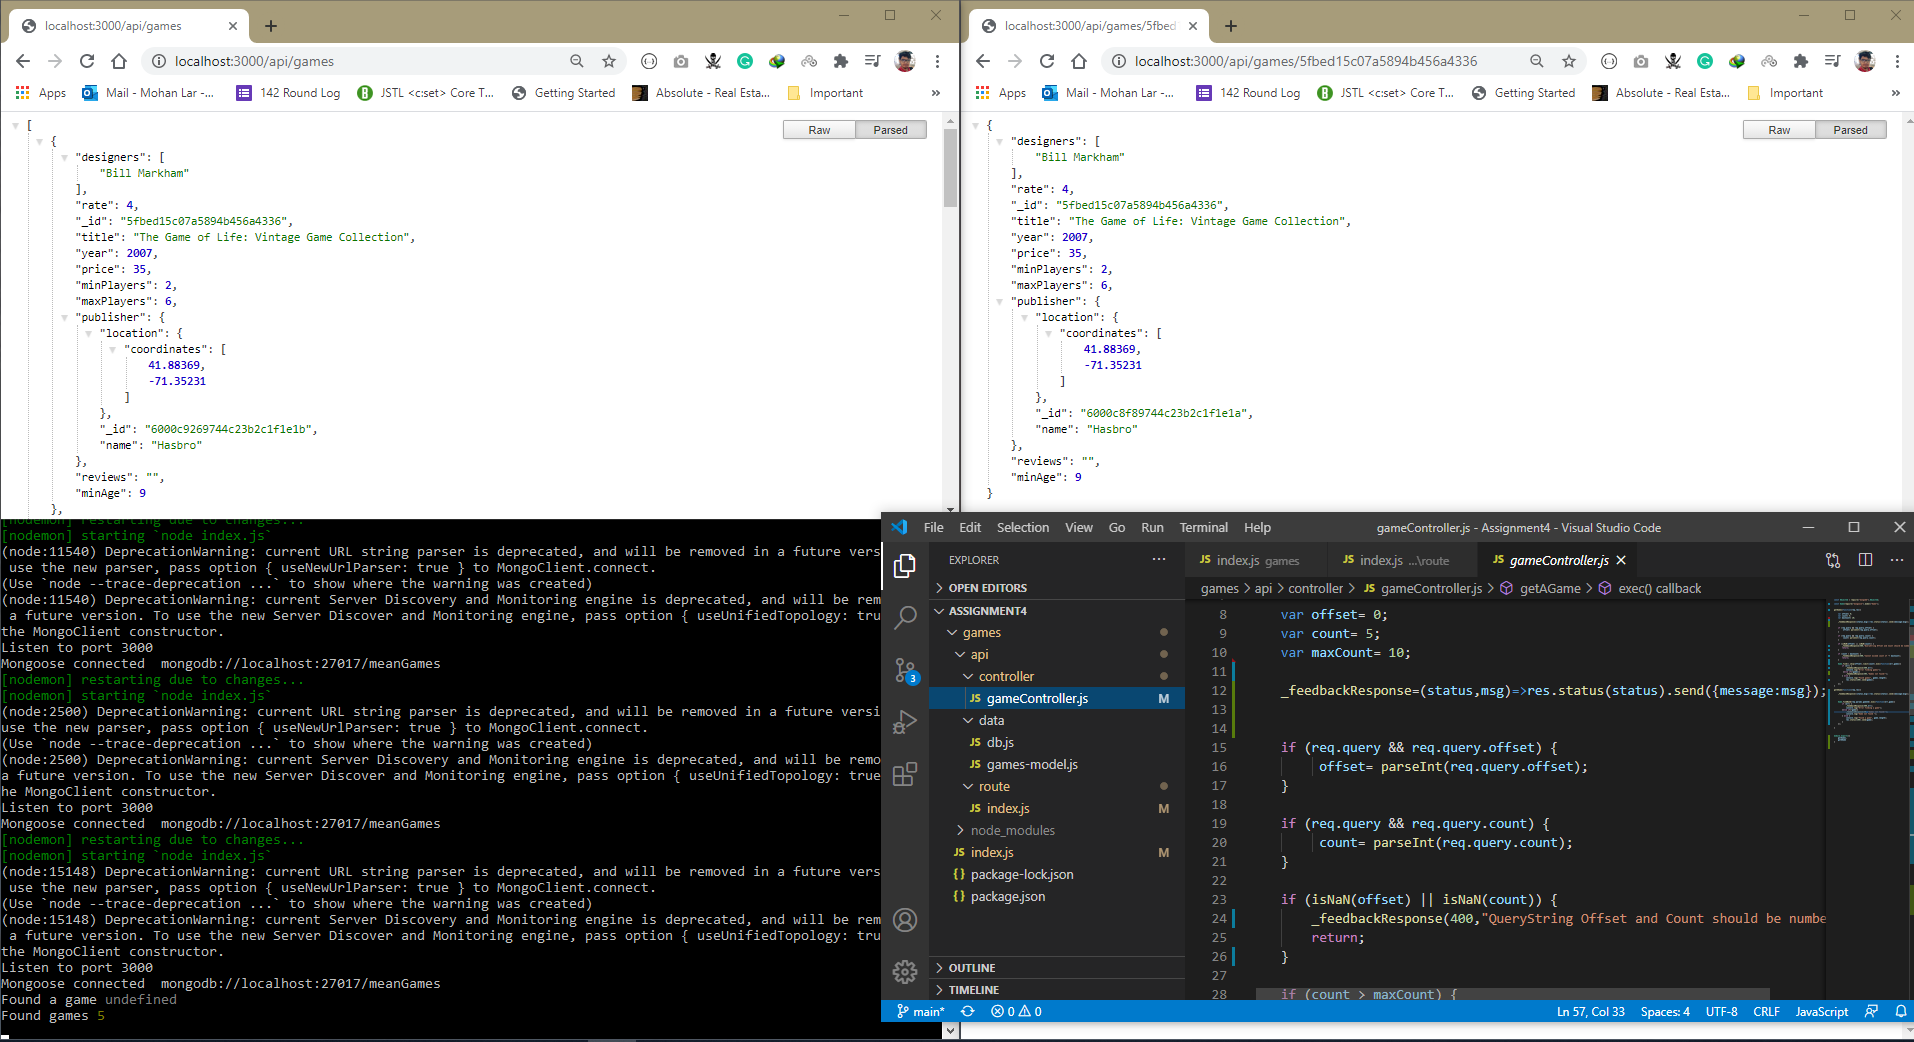 localhost:3000/api/games
localhost:3000/api/games
Apps
Mail - Mohan Lar -...
142 Round Log
JSTL <c:set> Core T...
Getting Started
Absolute - Real Esta...
Important
»
Raw Parsed
[
{
"designers": [
"Bill Markham"
],
"rate": 4,
"_id": "5fbed15c07a5894b456a4336",
"title": "The Game of Life: Vintage Game Collection",
"year": 2007,
"price": 35,
"minPlayers": 2,
"maxPlayers": 6,
"publisher": {
"location": {
"coordinates": [
41.88369,
-71.35231
]
},
"_id": "6000c9269744c23b2c1f1e1b",
"name": "Hasbro"
},
"reviews": "",
"minAge": 9
},
localhost:3000/api/games/5fbed
localhost:3000/api/games/5fbed15c07a5894b456a4336
Apps
Mail - Mohan Lar -...
142 Round Log
JSTL <c:set> Core T...
Getting Started
Absolute - Real Esta...
Important
»
Raw Parsed
{
"designers": [
"Bill Markham"
],
"rate": 4,
"_id": "5fbed15c07a5894b456a4336",
"title": "The Game of Life: Vintage Game Collection",
"year": 2007,
"price": 35,
"minPlayers": 2,
"maxPlayers": 6,
"publisher": {
"location": {
"coordinates": [
41.88369,
-71.35231
]
},
"_id": "6000c8f89744c23b2c1f1e1a",
"name": "Hasbro"
},
"reviews": "",
"minAge": 9
}
[nodemon] restarting due to changes...
[nodemon] starting `node index.js`
(node:11540) DeprecationWarning: current URL string parser is deprecated, and will be removed in a future vers
use the new parser, pass option { useNewUrlParser: true } to MongoClient.connect.
(Use `node --trace-deprecation ...` to show where the warning was created)
(node:11540) DeprecationWarning: current Server Discovery and Monitoring engine is deprecated, and will be rem
a future version. To use the new Server Discover and Monitoring engine, pass option { useUnifiedTopology: tru
the MongoClient constructor.
Listen to port 3000
Mongoose connected  mongodb://localhost:27017/meanGames
[nodemon] restarting due to changes...
[nodemon] starting `node index.js`
(node:2500) DeprecationWarning: current URL string parser is deprecated, and will be removed in a future versi
use the new parser, pass option { useNewUrlParser: true } to MongoClient.connect.
(Use `node --trace-deprecation ...` to show where the warning was created)
(node:2500) DeprecationWarning: current Server Discovery and Monitoring engine is deprecated, and will be remo
a future version. To use the new Server Discover and Monitoring engine, pass option { useUnifiedTopology: true
he MongoClient constructor.
Listen to port 3000
Mongoose connected  mongodb://localhost:27017/meanGames
[nodemon] restarting due to changes...
[nodemon] starting `node index.js`
(node:15148) DeprecationWarning: current URL string parser is deprecated, and will be removed in a future vers
use the new parser, pass option { useNewUrlParser: true } to MongoClient.connect.
(Use `node --trace-deprecation ...` to show where the warning was created)
(node:15148) DeprecationWarning: current Server Discovery and Monitoring engine is deprecated, and will be rem
a future version. To use the new Server Discover and Monitoring engine, pass option { useUnifiedTopology: tru
the MongoClient constructor.
Listen to port 3000
Mongoose connected  mongodb://localhost:27017/meanGames
Found a game undefined
Found games 5
File Edit Selection View Go Run Terminal Help
gameController.js - Assignment4 - Visual Studio Code
EXPLORER
OPEN EDITORS
ASSIGNMENT4
games
api
controller
JS gameController.js M
data
JS db.js
JS games-model.js
route
JS index.js M
node_modules
JS index.js M
{} package-lock.json
{} package.json
OUTLINE
TIMELINE
3
JS index.js games
JS index.js ...\route
JS gameController.js
games > api > controller > JS gameController.js > getAGame > exec() callback
8 var offset= 0;
9 var count= 5;
10 var maxCount= 10;
11
12 _feedbackResponse=(status,msg)=>res.status(status).send({message:msg});
13
14
15 if (req.query && req.query.offset) {
16 offset= parseInt(req.query.offset);
17 }
18
19 if (req.query && req.query.count) {
20 count= parseInt(req.query.count);
21 }
22
23 if (isNaN(offset) || isNaN(count)) {
24 _feedbackResponse(400,"QueryString Offset and Count should be numbe
25 return;
26 }
27
28 if (count > maxCount) {
main* 0 0
Ln 57, Col 33 Spaces: 4 UTF-8 CRLF JavaScript